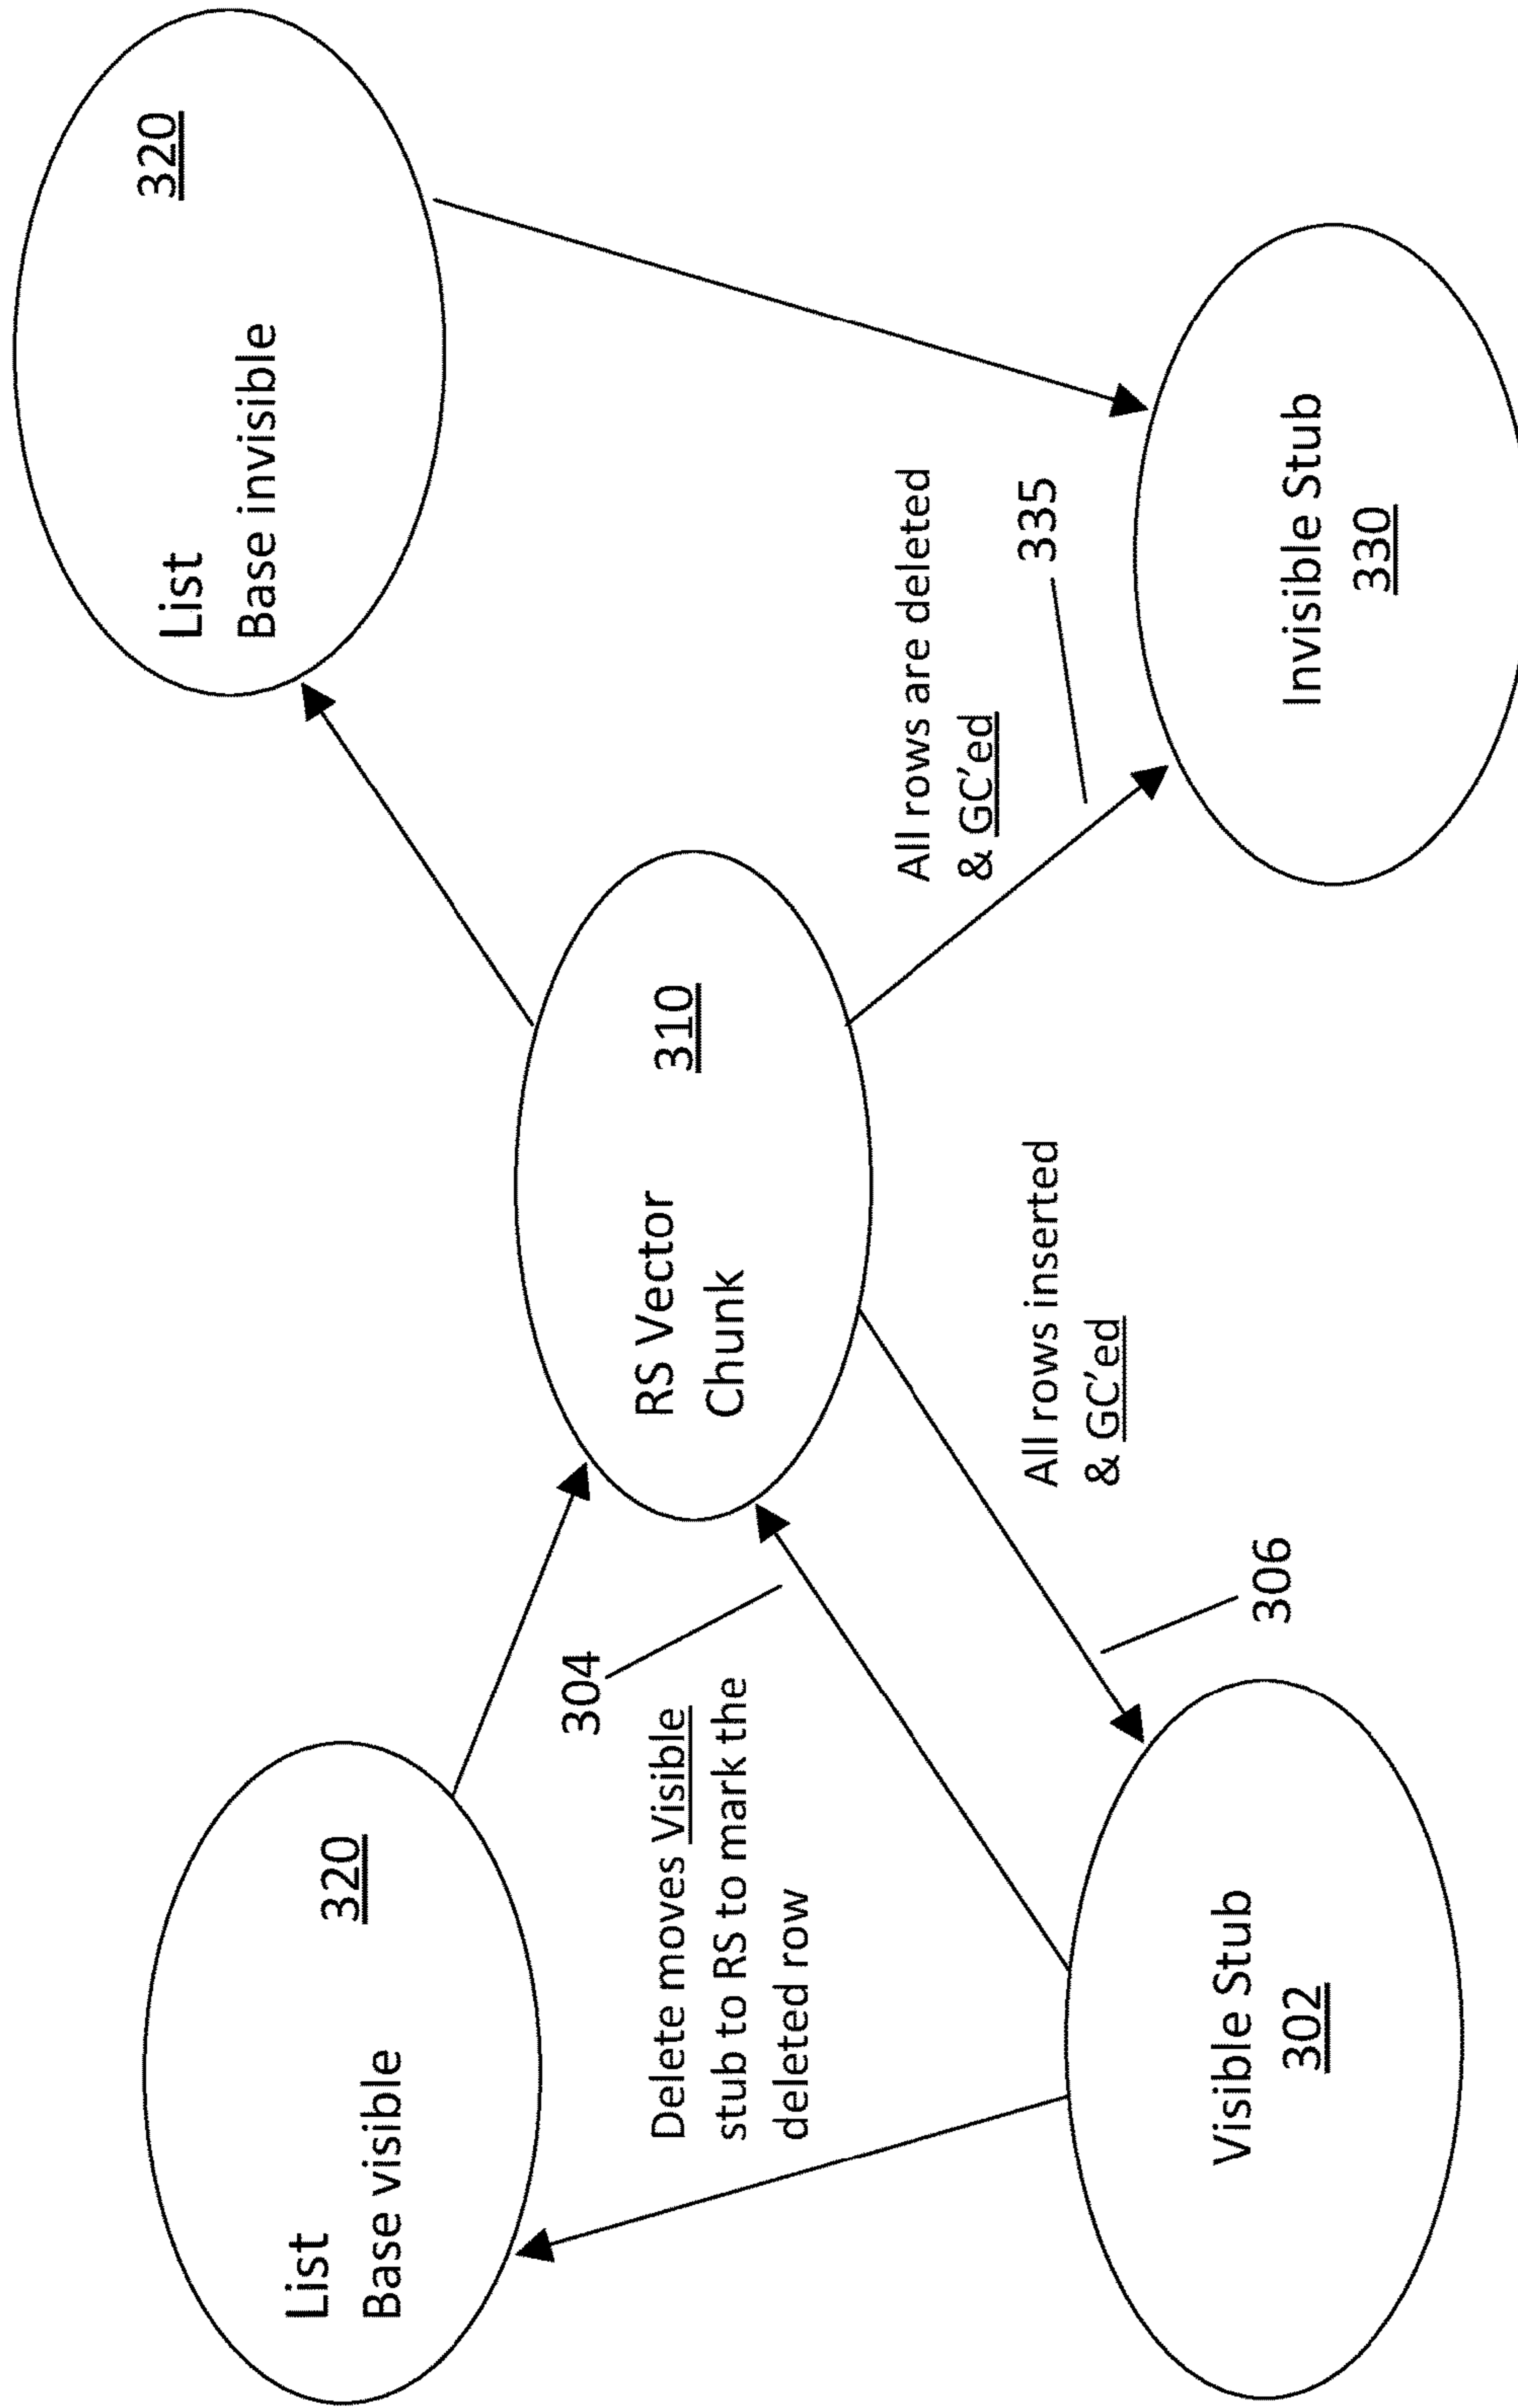 List
320
Base visible
List
320
Base invisible
304
Delete moves Visible
stub to RS to mark the
deleted row
RS Vector
310
Chunk
All rows are deleted
& GC'ed
335
All rows inserted
& GC'ed
306
Visible Stub
302
Invisible Stub
330